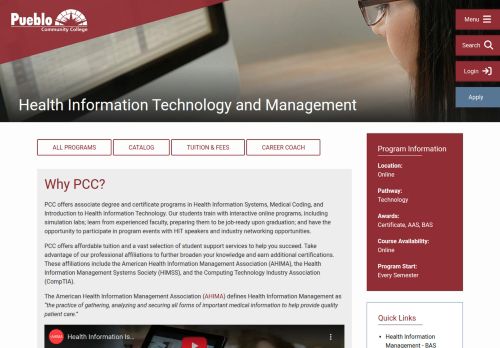 Pueblo
Community College
Menu
Search
Login
Apply
Health Information Technology and Management
ALL PROGRAMS
CATALOG
TUITION & FEES
CAREER COACH
Why PCC?
PCC offers associate degree and certificate programs in Health Information Systems, Medical Coding, and
Introduction to Health Information Technology. Our students train with interactive online programs, including
simulation labs; learn from experienced faculty, preparing them to be job-ready upon graduation; and have the
opportunity to participate in program events with HIT speakers and industry networking opportunities.
PCC offers affordable tuition and a vast selection of student support services to help you succeed. Take
advantage of our professional affiliations to further broaden your knowledge and earn additional certifications.
These affiliations include the American Health Information Management Association (AHIMA), the Health
Information Management Systems Society (HIMSS), and the Computing Technology Industry Association
(CompTIA).
The American Health Information Management Association (AHIMA) defines Health Information Management as
"the practice of gathering, analyzing and securing all forms of important medical information to help provide quality
patient care."
AHIMA
Health Information Is...
Program Information
Location:
Online
Pathway:
Technology
Awards:
Certificate, AAS, BAS
Course Availability:
Online
Program Start:
Every Semester
Quick Links
Health Information
Management - BAS